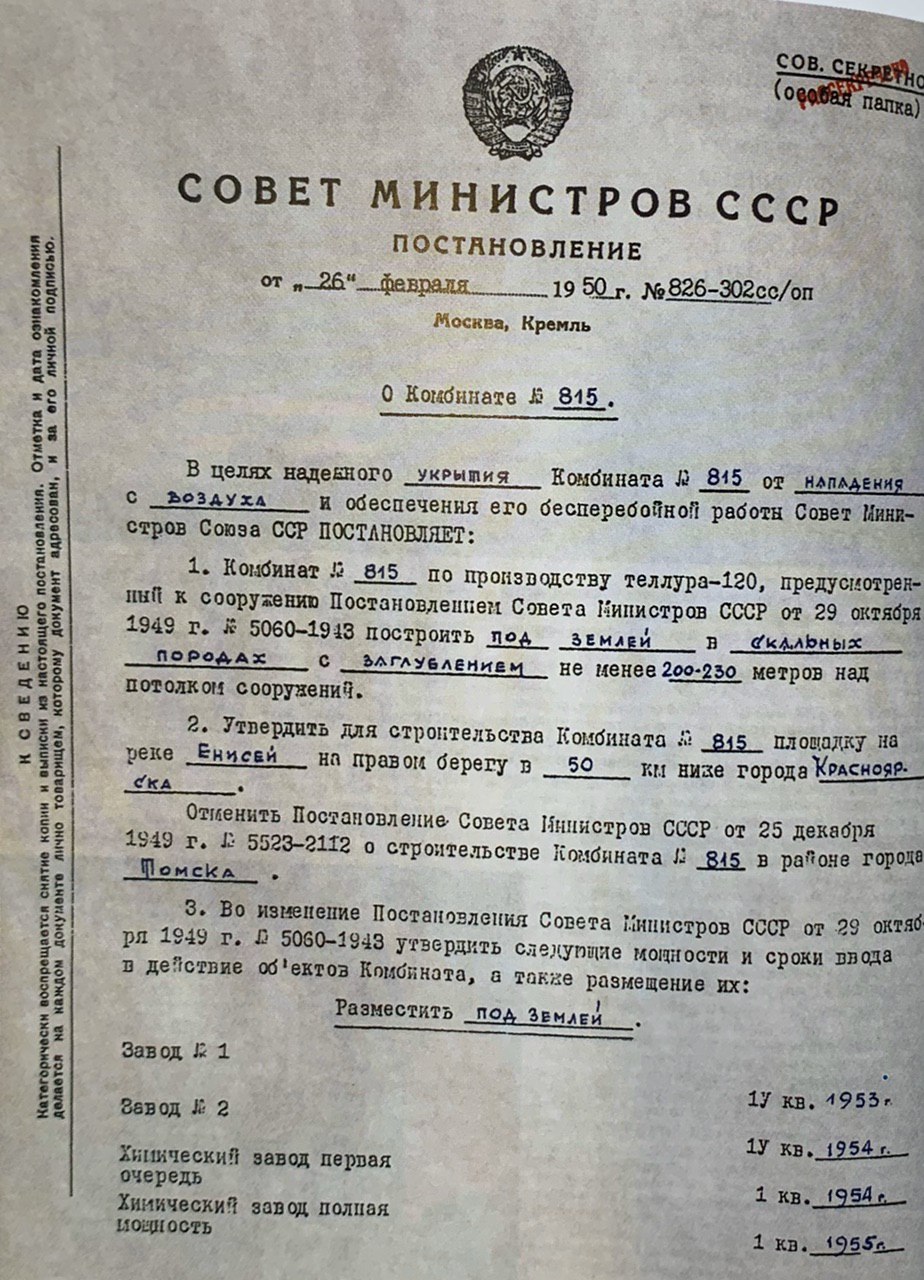 СОВ. СЕКРЕТНО
(особая папка)
РАССЕКРЕЧЕНО
СОВЕТ МИНИСТРОВ СССР
ПОСТАНОВЛЕНИЕ
от „26“ февраля 1950 г. №826-302сс/оп
Москва, Кремль
О Комбинате № 815.
В целях надежного укрытия Комбината № 815 от нападения
с воздуха и обеспечения его бесперебойной работы Совет Мини-
стров Союза ССР ПОСТАНОВЛЯЕТ:
1. Комбинат № 815 по производству теллура-120, предусмотрен-
ный к сооружению Постановлением Совета Министров СССР от 29 октября
1949 г. № 5060-1943 построить под землей в скальных
породах с заглублением не менее 200-230 метров над
потолком сооружений.
2. Утвердить для строительства Комбината № 815 площадку на
реке Енисей на правом берегу в 50 км ниже города Краснояр-
ска.
Отменить Постановление Совета Министров СССР от 25 декабря
1949 г. № 5523-2112 о строительстве Комбината № 815 в районе города
Томска.
3. Во изменение Постановления Совета Министров СССР от 29 октяб-
ря 1949 г. № 5060-1943 утвердить следующие мощности и сроки ввода
в действие об'ектов Комбината, а также размещение их:
Разместить под землей.
Завод № 1
Завод № 2
1У кв. 1953 г.
Химический завод первая
очередь
1У кв. 1954 г.
Химический завод полная
мощность
1 кв. 1954 г.
1 кв. 1955 г.
К СВЕДЕНИЮ
Категорически воспрещается снятие копии и выписки из настоящего постановления. Отметка и дата ознакомления
делается на каждом документе лично товарищем, которому документ адресован, и за его личной подписью.